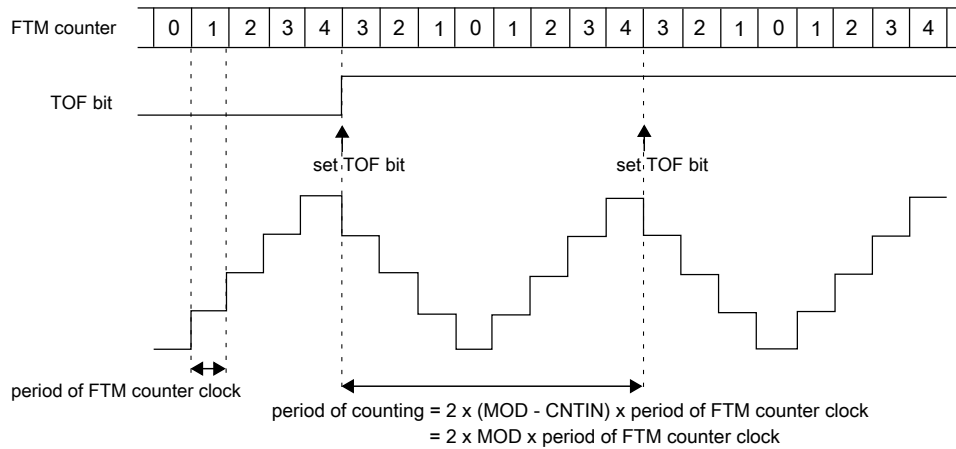 FTM counter 0 1 2 3 4 3 2 1 0 1 2 3 4 3 2 1 0 1 2 3 4
TOF bit
set TOF bit set TOF bit
period of FTM counter clock
period of counting = 2 x (MOD - CNTIN) x period of FTM counter clock
= 2 x MOD x period of FTM counter clock